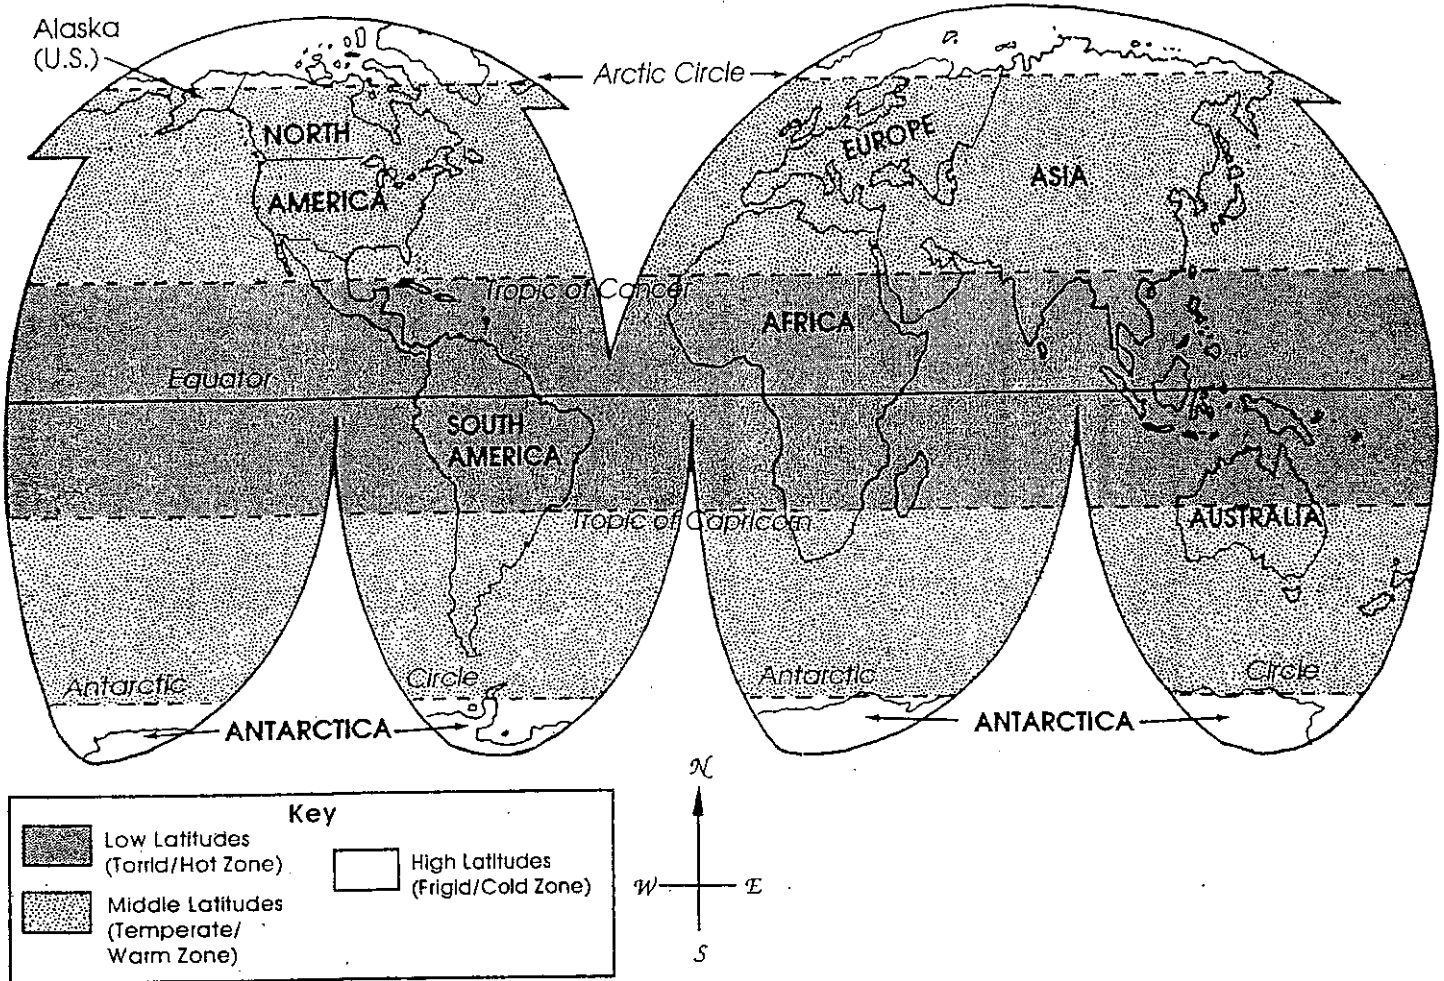 Alaska
(U.S.)
Arctic Circle
NORTH
AMERICA
EUROPE
ASIA
Tropic of Cancer
AFRICA
Equator
SOUTH
AMERICA
Tropic of Capricorn
AUSTRALIA
Antarctic
Circle
Antarctic
Circle
ANTARCTICA
ANTARCTICA
Key
Low Latitudes
(Torrid/Hot Zone)
Middle Latitudes
(Temperate/
Warm Zone)
High Latitudes
(Frigid/Cold Zone)
N
W
E
S